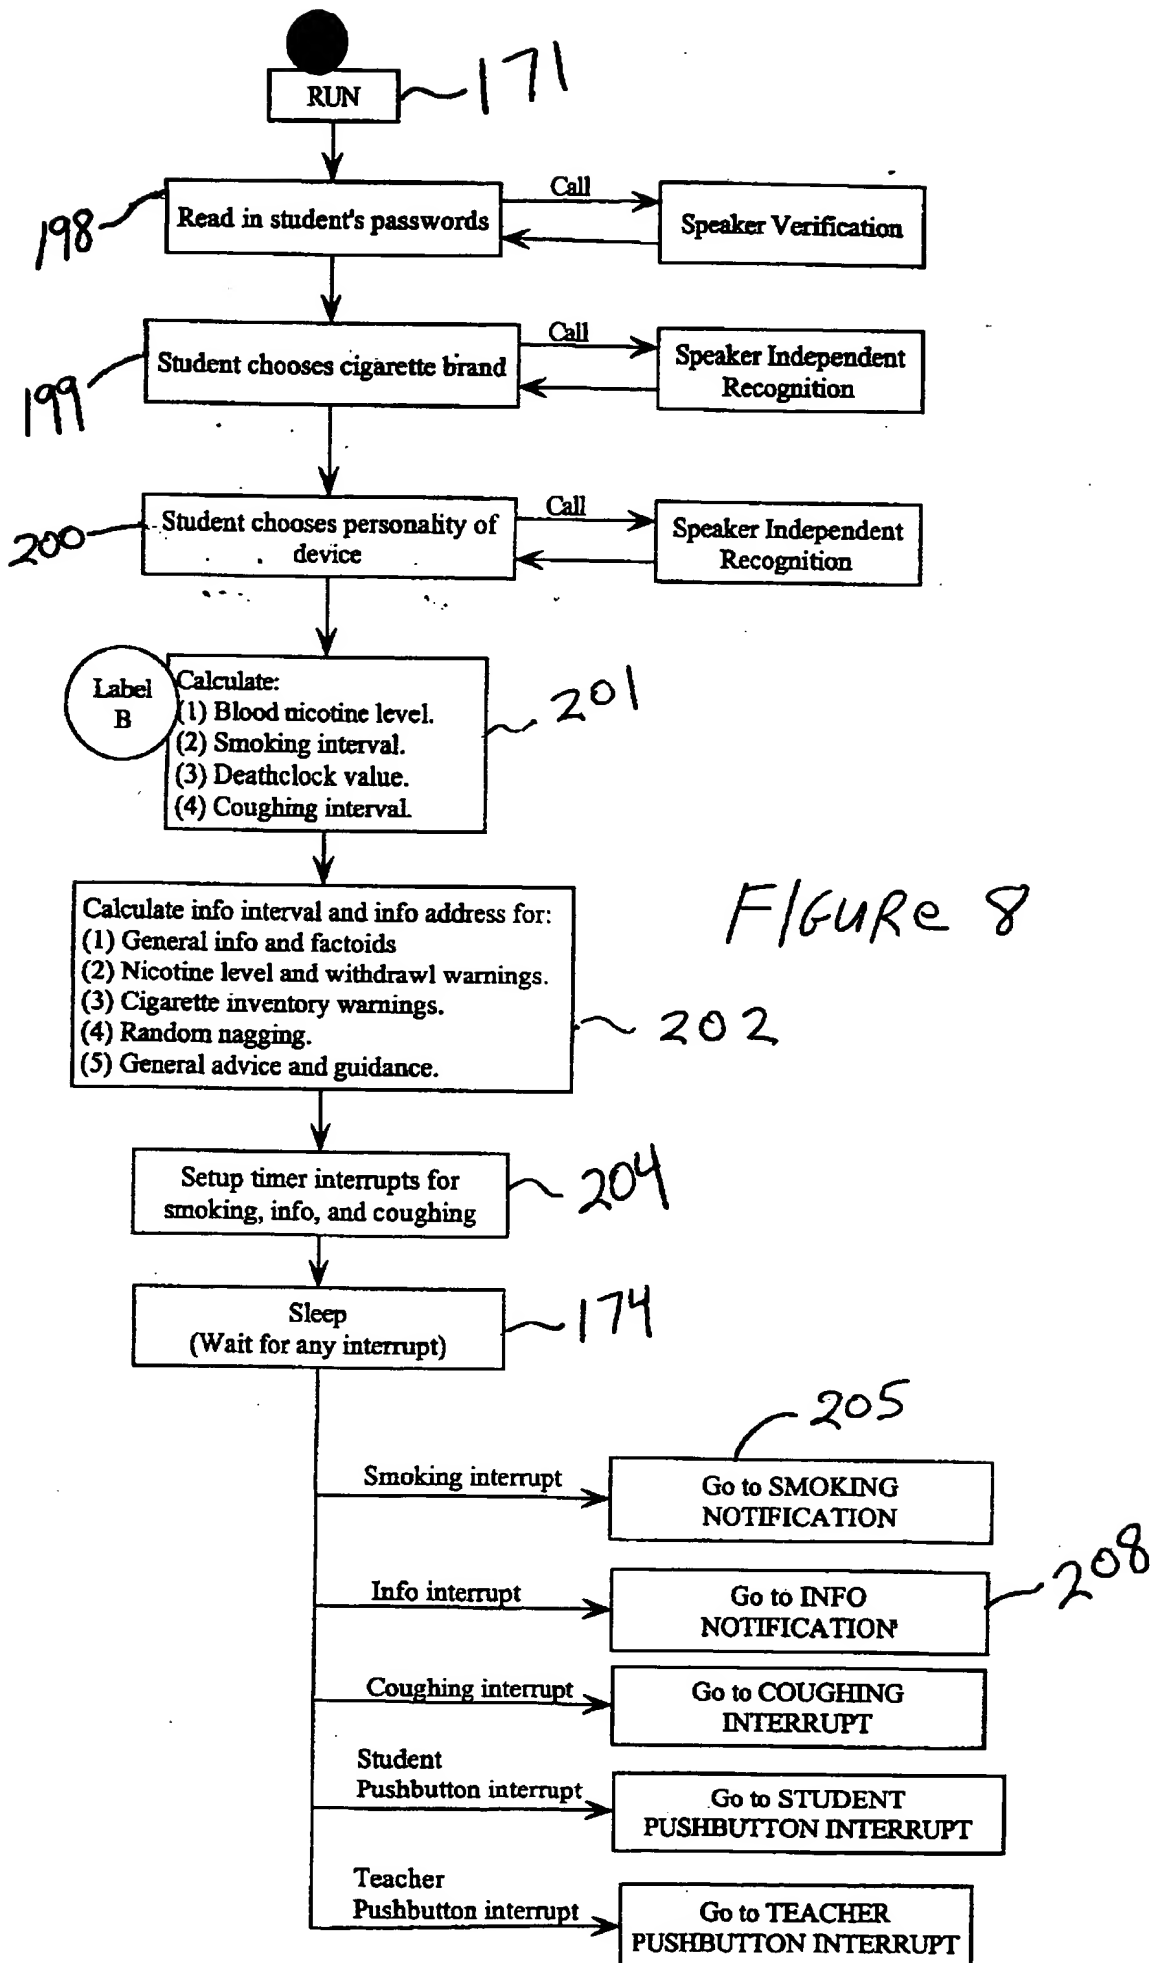 RUN
171
198
Read in student's passwords
Call
Speaker Verification
199
Student chooses cigarette brand
Call
Speaker Independent
Recognition
200
Student chooses personality of
device
Call
Speaker Independent
Recognition
Label
B
Calculate:
(1) Blood nicotine level.
(2) Smoking interval.
(3) Deathclock value.
(4) Coughing interval.
201
Calculate info interval and info address for:
(1) General info and factoids
(2) Nicotine level and withdrawl warnings.
(3) Cigarette inventory warnings.
(4) Random nagging.
(5) General advice and guidance.
FIGURe 8
202
Setup timer interrupts for
smoking, info, and coughing
204
Sleep
(Wait for any interrupt)
174
205
Smoking interrupt
Go to SMOKING
NOTIFICATION
208
Info interrupt
Go to INFO
NOTIFICATION
Coughing interrupt
Go to COUGHING
INTERRUPT
Student
Pushbutton interrupt
Go to STUDENT
PUSHBUTTON INTERRUPT
Teacher
Pushbutton interrupt
Go to TEACHER
PUSHBUTTON INTERRUPT